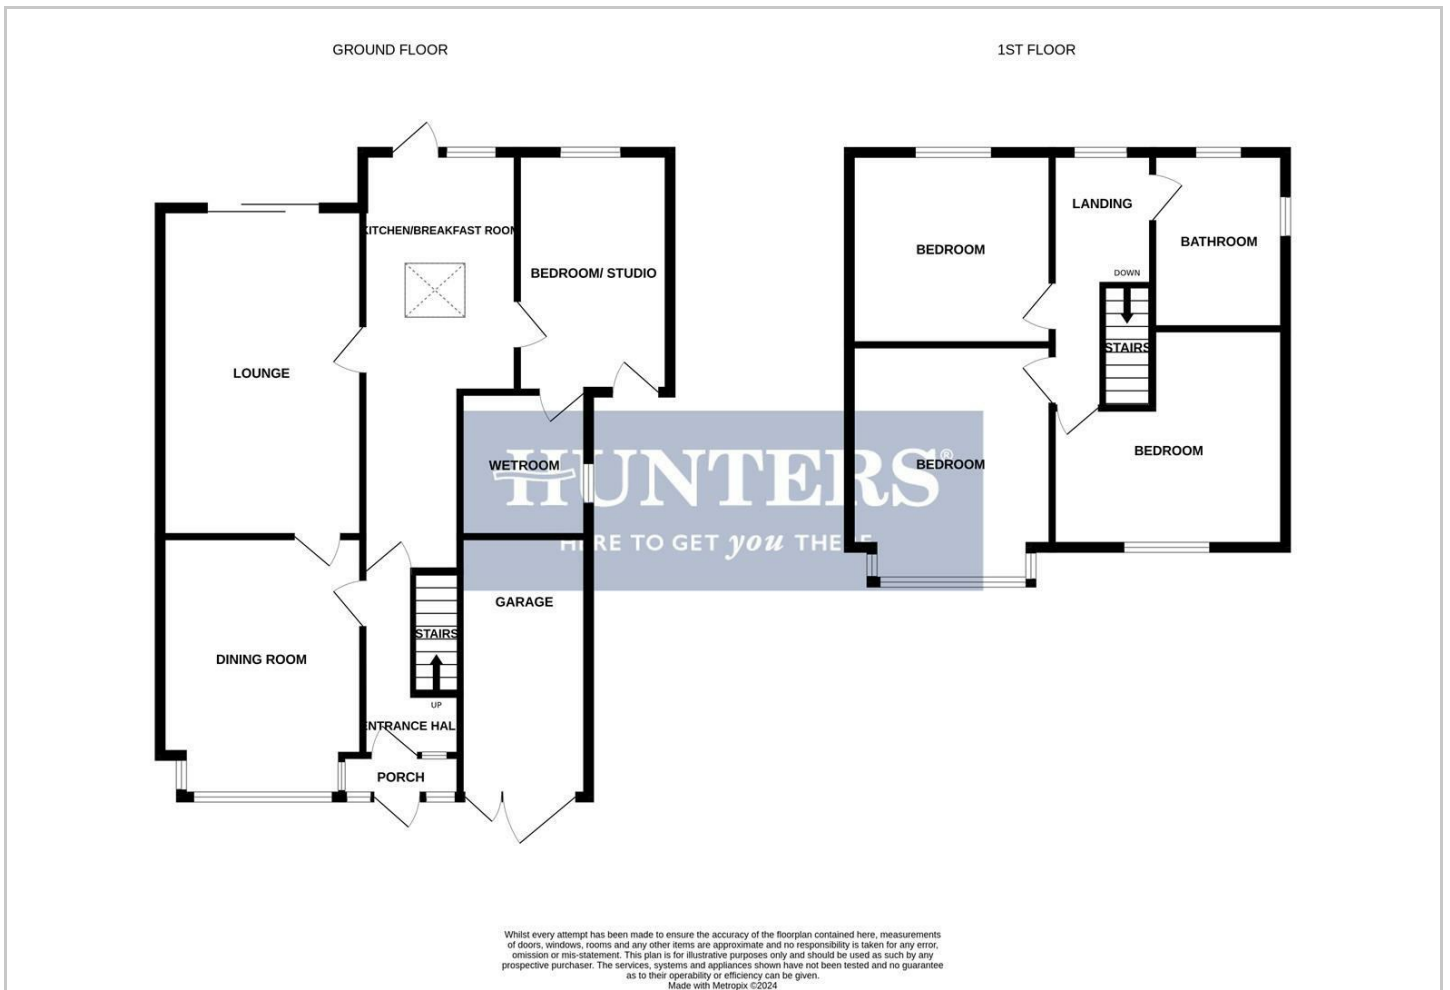 GROUND FLOOR
1ST FLOOR
KITCHEN/BREAKFAST ROOM
BEDROOM/ STUDIO
LOUNGE
WETROOM
GARAGE
STAIRS
DINING ROOM
UP
ENTRANCE HALL
PORCH
LANDING
BEDROOM
BATHROOM
DOWN
STAIRS
BEDROOM
BEDROOM
HUNTERS®
HERE TO GET you THERE
Whilst every attempt has been made to ensure the accuracy of the floorplan contained here, measurements
of doors, windows, rooms and any other items are approximate and no responsibility is taken for any error,
omission or mis-statement. This plan is for illustrative purposes only and should be used as such by any
prospective purchaser. The services, systems and appliances shown have not been tested and no guarantee
as to their operability or efficiency can be given.
Made with Metropix ©2024